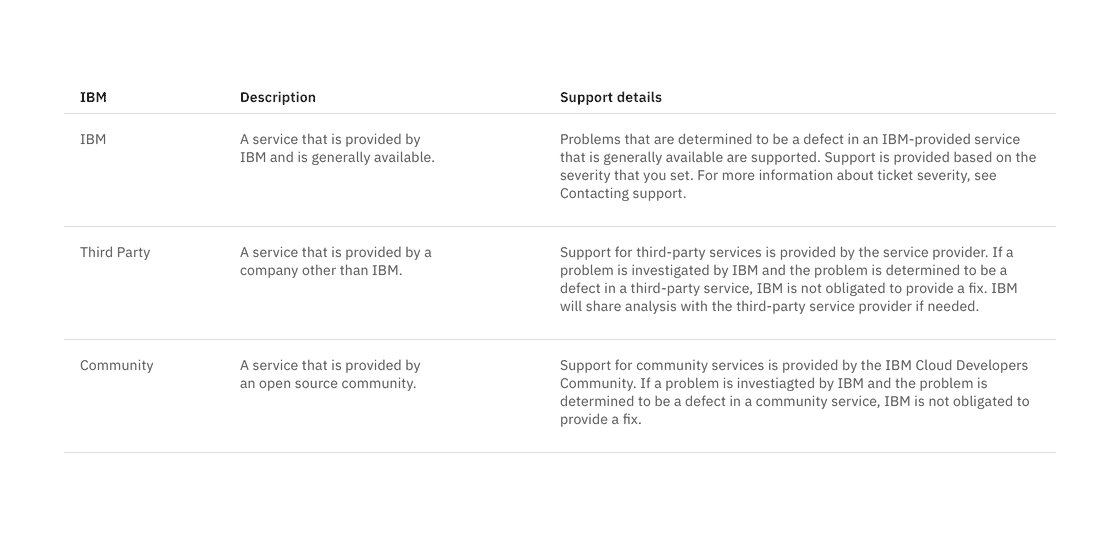 IBM Description Support details
IBM
A service that is provided by
IBM and is generally available.
Problems that are determined to be a defect in an IBM-provided service
that is generally available are supported. Support is provided based on the
severity that you set. For more information about ticket severity, see
Contacting support.
Third Party
A service that is provided by a
company other than IBM.
Support for third-party services is provided by the service provider. If a
problem is investigated by IBM and the problem is determined to be a
defect in a third-party service, IBM is not obligated to provide a fix. IBM
will share analysis with the third-party service provider if needed.
Community
A service that is provided by
an open source community.
Support for community services is provided by the IBM Cloud Developers
Community. If a problem is investiagted by IBM and the problem is
determined to be a defect in a community service, IBM is not obligated to
provide a fix.